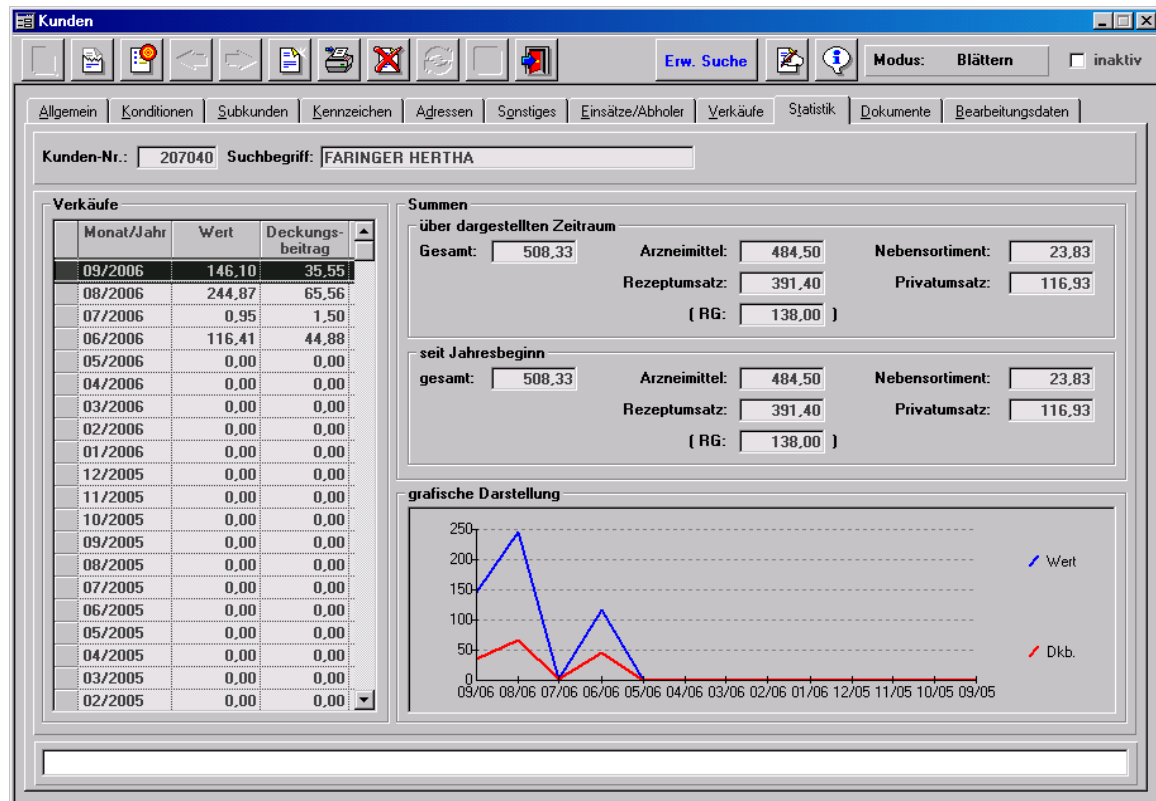 Kunden
Erw. Suche Modus: Blättern inaktiv
Allgemein Konditionen Subkunden Kennzeichen Adressen Sonstiges Einsätze/Abholer Verkäufe Statistik Dokumente Bearbeitungsdaten
Kunden-Nr.: 207040 Suchbegriff: FARINGER HERTHA
Verkäufe
Monat/Jahr Wert Deckungs-
beitrag
09/2006 146,10 35,55
08/2006 244,87 65,56
07/2006 0,95 1,50
06/2006 116,41 44,88
05/2006 0,00 0,00
04/2006 0,00 0,00
03/2006 0,00 0,00
02/2006 0,00 0,00
01/2006 0,00 0,00
12/2005 0,00 0,00
11/2005 0,00 0,00
10/2005 0,00 0,00
09/2005 0,00 0,00
08/2005 0,00 0,00
07/2005 0,00 0,00
06/2005 0,00 0,00
05/2005 0,00 0,00
04/2005 0,00 0,00
03/2005 0,00 0,00
02/2005 0,00 0,00
Summen
über dargestellten Zeitraum
Gesamt: 508,33 Arzneimittel: 484,50 Nebensortiment: 23,83
Rezeptumsatz: 391,40 Privatumsatz: 116,93
( RG: 138,00 )
seit Jahresbeginn
gesamt: 508,33 Arzneimittel: 484,50 Nebensortiment: 23,83
Rezeptumsatz: 391,40 Privatumsatz: 116,93
( RG: 138,00 )
grafische Darstellung
250
200
150
100
50
0
09/06 08/06 07/06 06/06 05/06 04/06 03/06 02/06 01/06 12/05 11/05 10/05 09/05
Wert
Dkb.